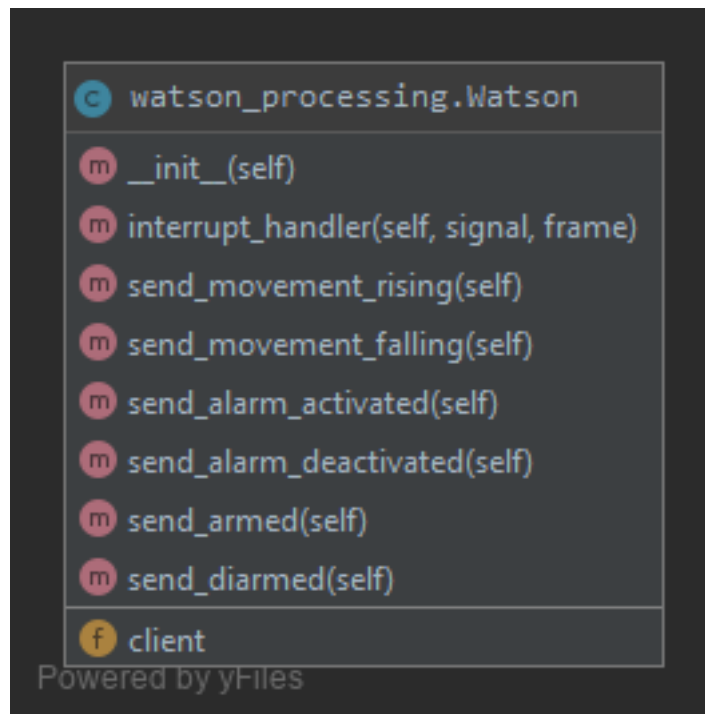 c watson_processing.Watson
m __init__(self)
m interrupt_handler(self, signal, frame)
m send_movement_rising(self)
m send_movement_falling(self)
m send_alarm_activated(self)
m send_alarm_deactivated(self)
m send_armed(self)
m send_diarmed(self)
f client
Powered by yFiles